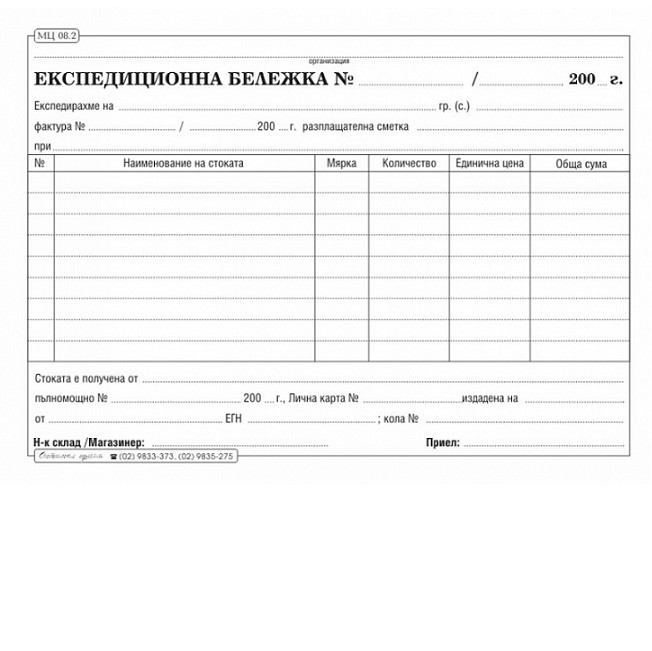 МЦ 08.2
организация
ЕКСПЕДИЦИОННА БЕЛЕЖКА № / 200 г.
Експедирахме на гр. (с.)
фактура № / 200 г. разплащателна сметка
при
№ Наименование на стоката Мярка Количество Единична цена Обща сума
Стоката е получена от
пълномощно № 200 г., Лична карта № издадена на
от ЕГН ; кола №
Н-к склад /Магазинер: Приел:
☎ (02) 9833-373, (02) 9835-275